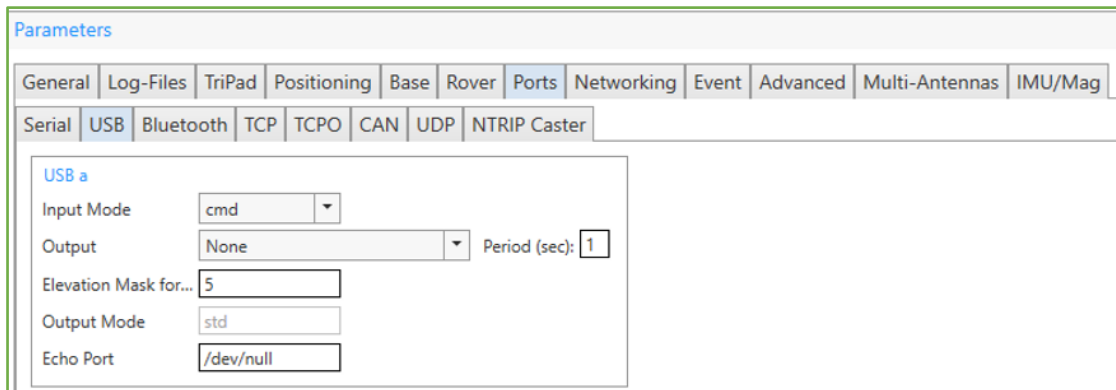 Parameters
General Log-Files TriPad Positioning Base Rover Ports Networking Event Advanced Multi-Antennas IMU/Mag
Serial USB Bluetooth TCP TCPO CAN UDP NTRIP Caster
USB a
Input Mode cmd
Output None Period (sec): 1
Elevation Mask for... 5
Output Mode std
Echo Port /dev/null